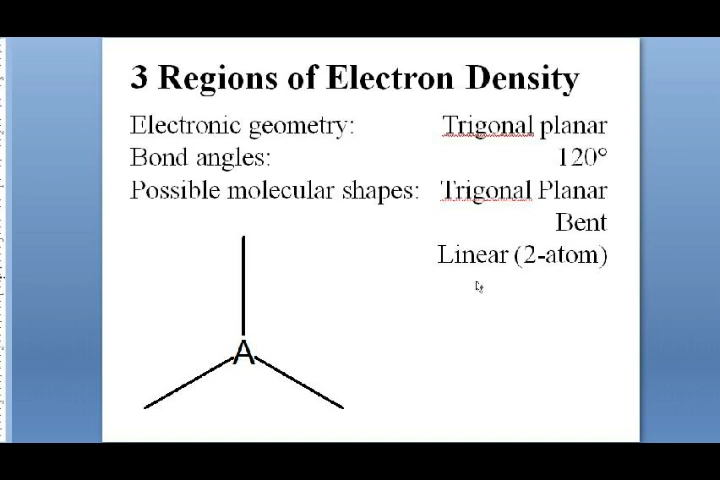 3 Regions of Electron Density
Electronic geometry: Trigonal planar
Bond angles: 120°
Possible molecular shapes: Trigonal Planar
Bent
Linear (2-atom)
A